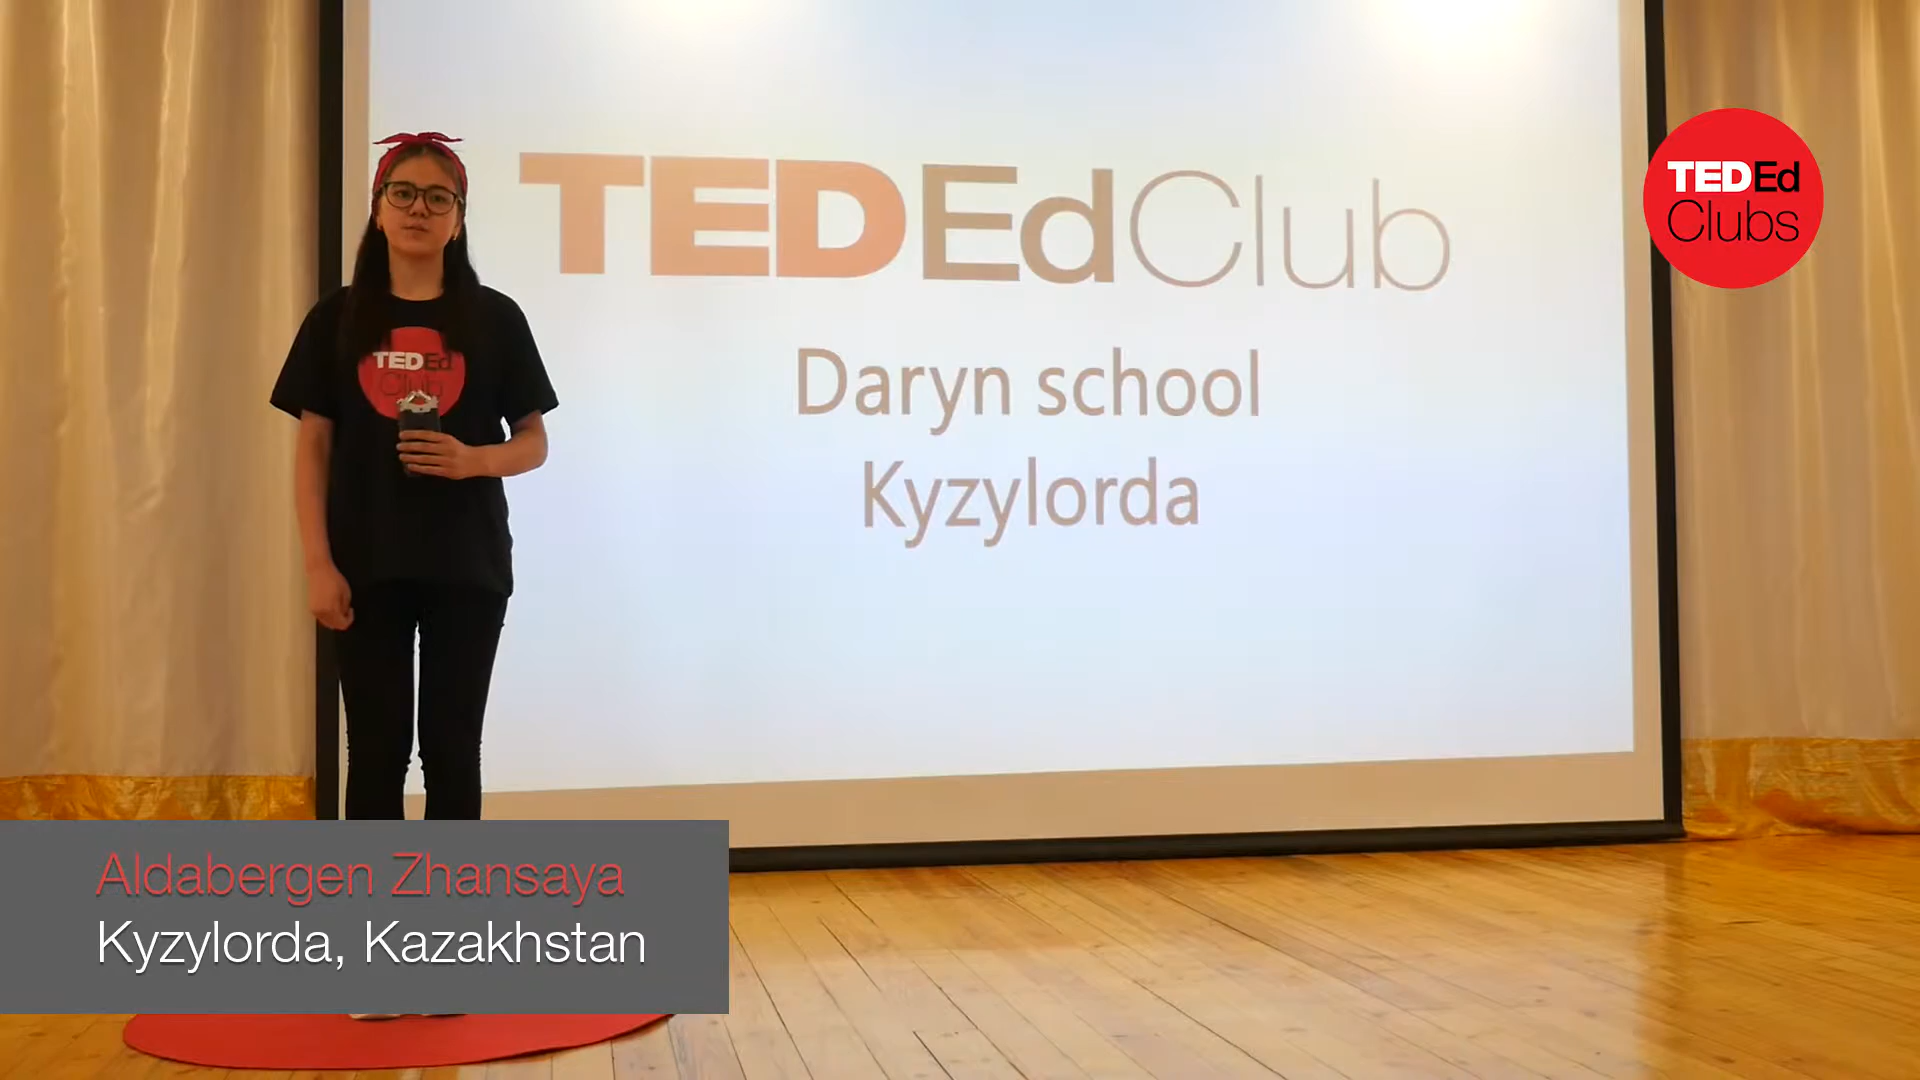 TEDEdClub
Daryn school
Kyzylorda
TEDEd
Clubs
TEDEd
Club
Aldabergen Zhansaya
Kyzylorda, Kazakhstan